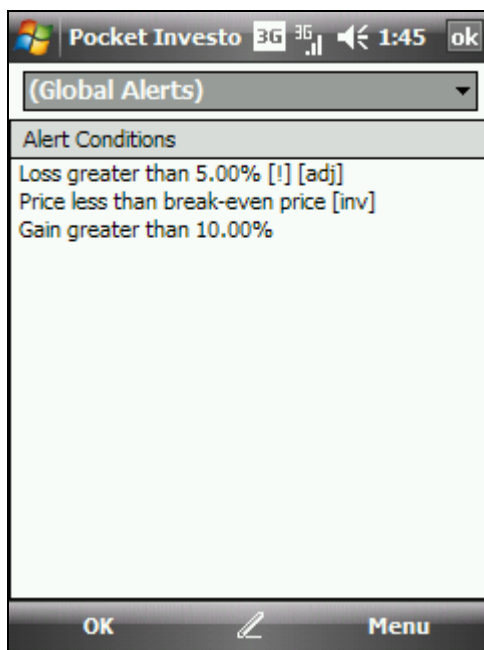 Pocket Investo 3G 3G 1:45 ok
(Global Alerts)
Alert Conditions
Loss greater than 5.00% [!] [adj]
Price less than break-even price [inv]
Gain greater than 10.00%
OK Menu